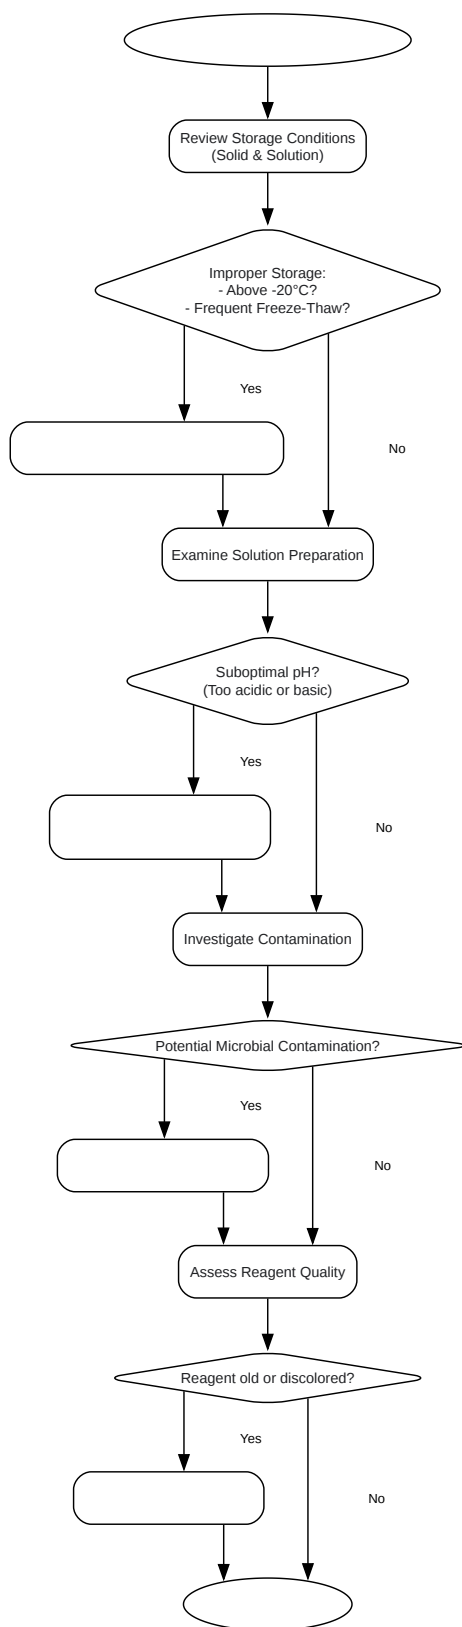 Review Storage Conditions
(Solid & Solution)
Improper Storage:
- Above -20°C?
- Frequent Freeze-Thaw?
Yes
No
Examine Solution Preparation
Suboptimal pH?
(Too acidic or basic)
Yes
No
Investigate Contamination
Potential Microbial Contamination?
Yes
No
Assess Reagent Quality
Reagent old or discolored?
Yes
No